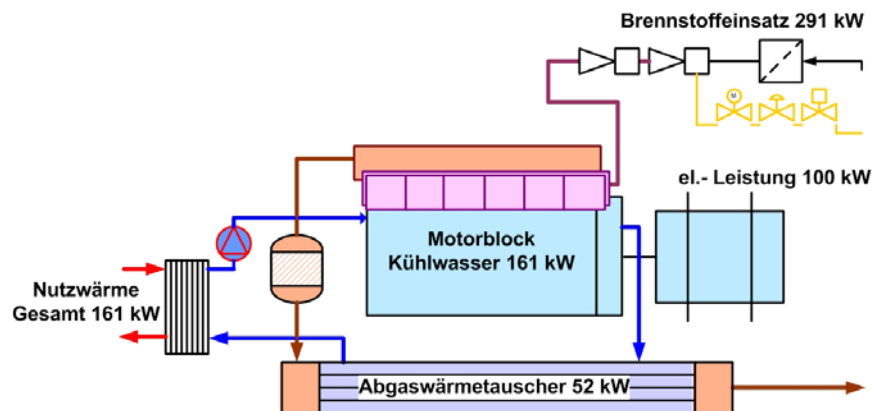 Brennstoffeinsatz 291 kW
M
el.- Leistung 100 kW
Motorblock
Kühlwasser 161 kW
Nutzwärme
Gesamt 161 kW
Abgaswärmetauscher 52 kW